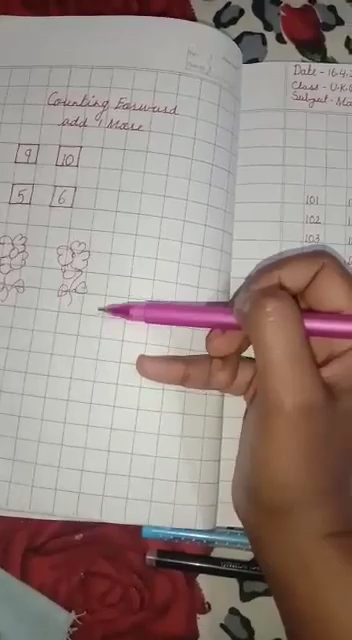 Counting Forward
add 1 More
9 10
5 6
Date - 16.4.
Class - U.K.G
Subject - Ma
101
102
103